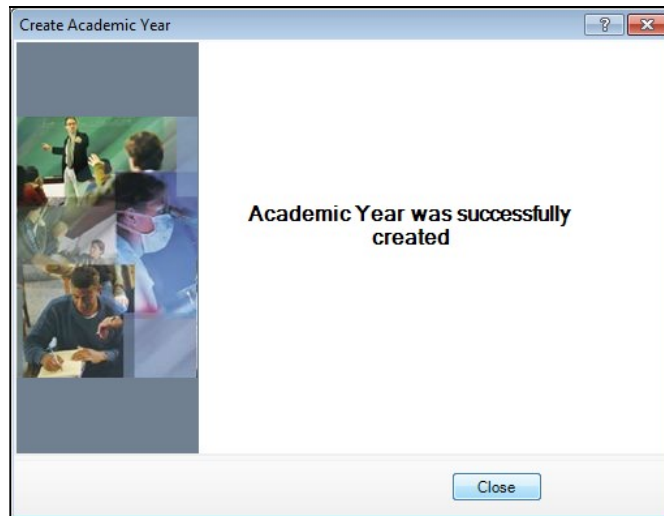 Create Academic Year
?
Academic Year was successfully
created
Close